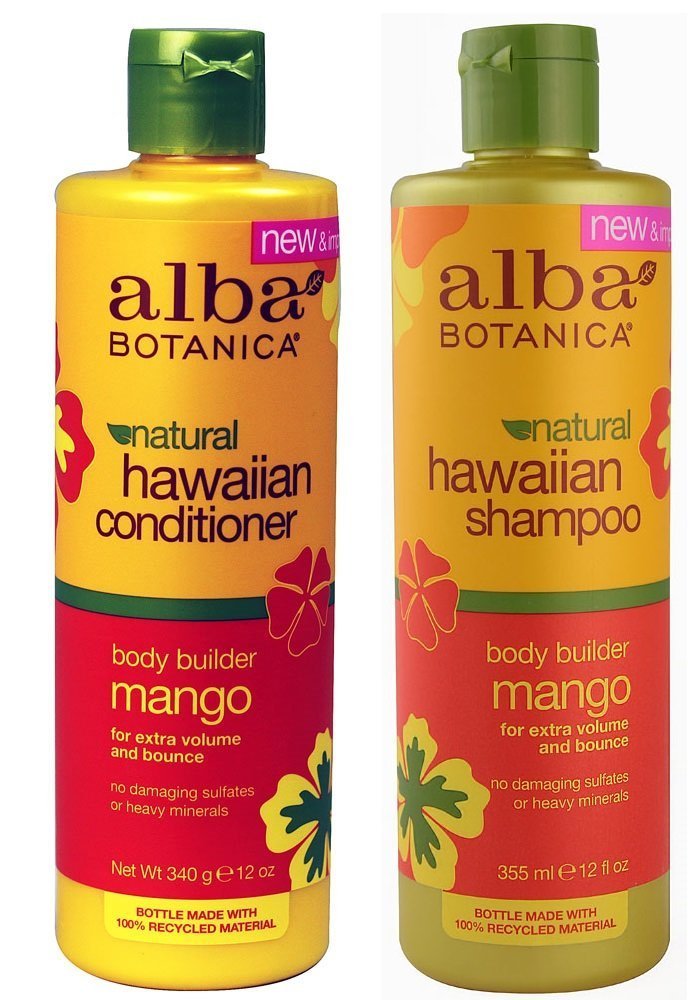 new & imp
alba
BOTANICA®
natural
hawaiian
conditioner
body builder
mango
for extra volume
and bounce
no damaging sulfates
or heavy minerals
Net Wt 340 g ℮ 12 oz
BOTTLE MADE WITH
100% RECYCLED MATERIAL
new & imp
alba
BOTANICA®
natural
hawaiian
shampoo
body builder
mango
for extra volume
and bounce
no damaging sulfates
or heavy minerals
355 ml ℮ 12 fl oz
BOTTLE MADE WITH
100% RECYCLED MATERIAL